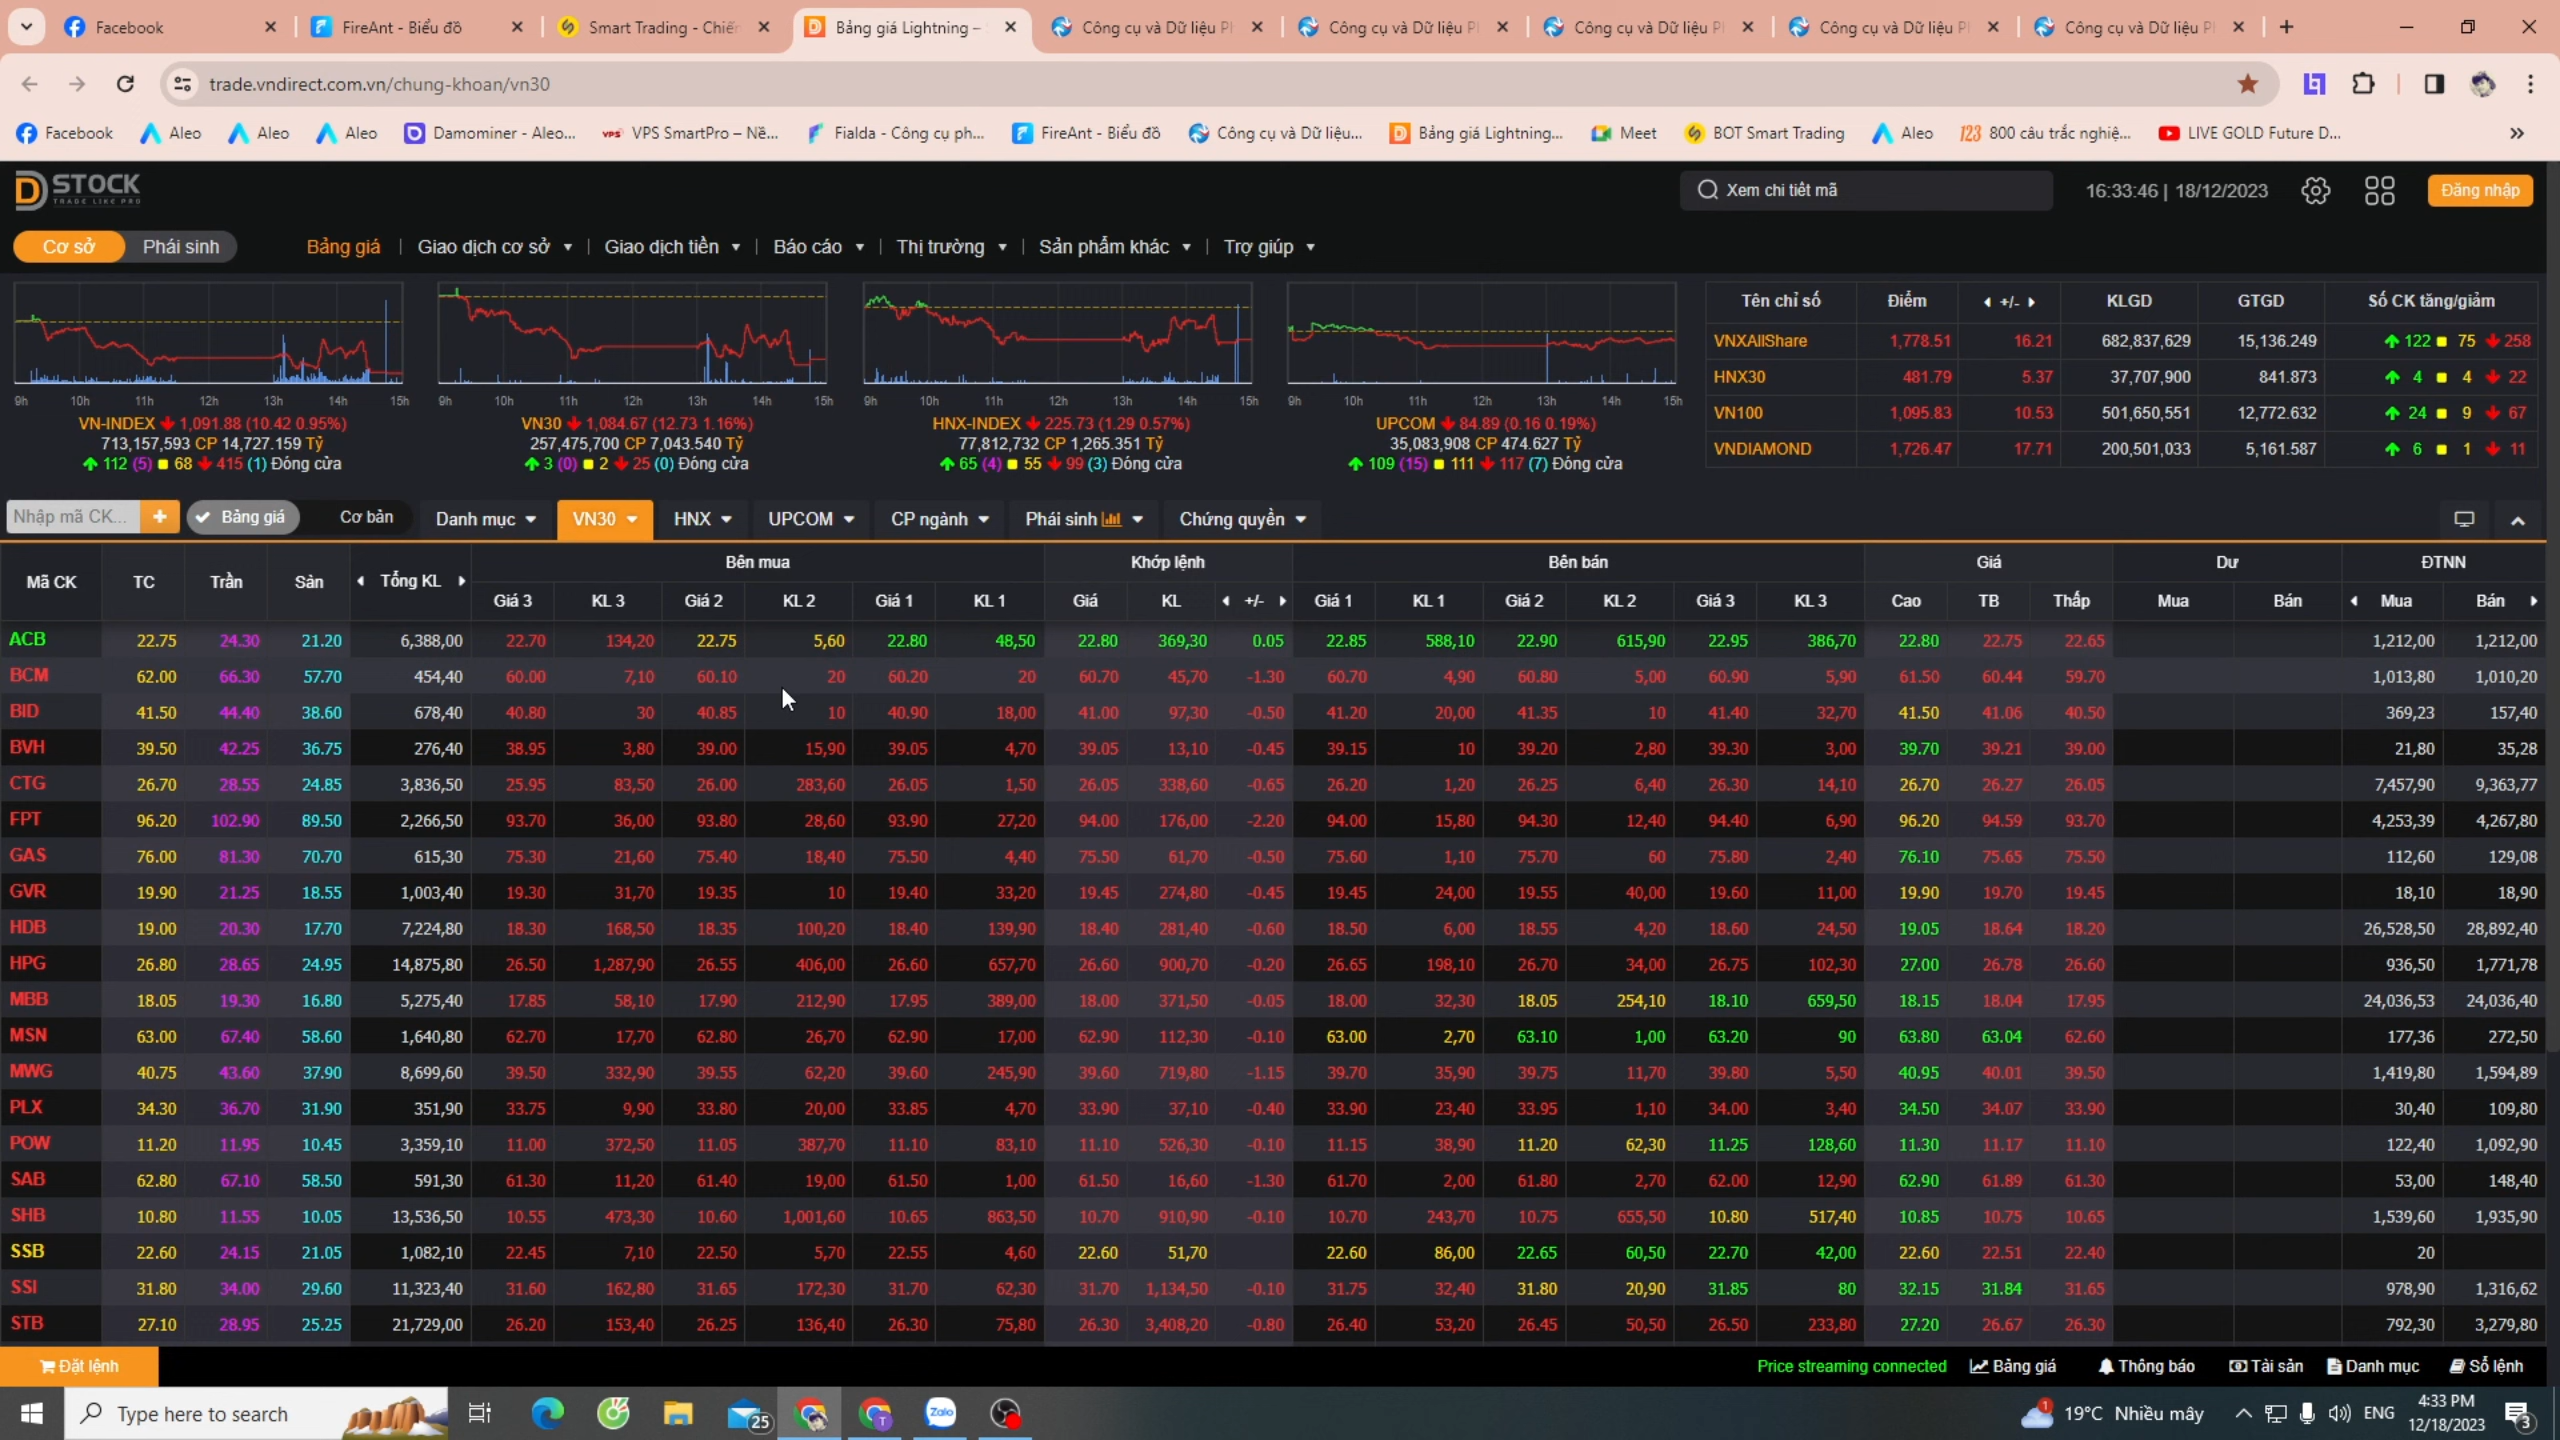 Facebook
FireAnt - Biểu đồ
Smart Trading - Chiến
Bảng giá Lightning –
Công cụ và Dữ liệu Ph
Công cụ và Dữ liệu Ph
Công cụ và Dữ liệu Ph
Công cụ và Dữ liệu Ph
Công cụ và Dữ liệu Ph
trade.vndirect.com.vn/chung-khoan/vn30
Facebook Aleo Aleo Aleo Damominer - Aleo... VPS SmartPro – Nề... Fialda - Công cụ ph... FireAnt - Biểu đồ Công cụ và Dữ liệu... Bảng giá Lightning... Meet BOT Smart Trading Aleo 123 800 câu trắc nghiệ... LIVE GOLD Future D...
D STOCK
TRADE LIKE PRO
Xem chi tiết mã
16:33:46 | 18/12/2023
Đăng nhập
Cơ sở Phái sinh Bảng giá Giao dịch cơ sở Giao dịch tiền Báo cáo Thị trường Sản phẩm khác Trợ giúp
9h 10h 11h 12h 13h 14h 15h
VN-INDEX 1,091.88 (10.42 0.95%)
713,157,593 CP 14,727.159 Tỷ
112 (5) 68 415 (1) Đóng cửa
9h 10h 11h 12h 13h 14h 15h
VN30 1,084.67 (12.73 1.16%)
257,475,700 CP 7,043.540 Tỷ
3 (0) 2 25 (0) Đóng cửa
9h 10h 11h 12h 13h 14h 15h
HNX-INDEX 225.73 (1.29 0.57%)
77,812,732 CP 1,265.351 Tỷ
65 (4) 55 99 (3) Đóng cửa
9h 10h 11h 12h 13h 14h 15h
UPCOM 84.89 (0.16 0.19%)
35,083,908 CP 474.627 Tỷ
109 (15) 111 117 (7) Đóng cửa
Tên chỉ số Điểm +/- KLGD GTGD Số CK tăng/giảm
VNXAllShare 1,778.51 16.21 682,837,629 15,136.249 122 75 258
HNX30 481.79 5.37 37,707,900 841.873 4 4 22
VN100 1,095.83 10.53 501,650,551 12,772.632 24 9 67
VNDIAMOND 1,726.47 17.71 200,501,033 5,161.587 6 1 11
Nhập mã CK... + Bảng giá Cơ bản Danh mục VN30 HNX UPCOM CP ngành Phái sinh Chứng quyền
Mã CK TC Trần Sàn Tổng KL Bên mua Khớp lệnh Bên bán Giá Dư ĐTNN
Giá 3 KL 3 Giá 2 KL 2 Giá 1 KL 1 Giá KL +/- Giá 1 KL 1 Giá 2 KL 2 Giá 3 KL 3 Cao TB Thấp Mua Bán Mua Bán
ACB 22.75 24.30 21.20 6,388,00 22.70 134,20 22.75 5,60 22.80 48,50 22.80 369,30 0.05 22.85 588,10 22.90 615,90 22.95 386,70 22.80 22.75 22.65 1,212,00 1,212,00
BCM 62.00 66.30 57.70 454,40 60.00 7,10 60.10 20 60.20 20 60.70 45,70 -1.30 60.70 4,90 60.80 5,00 60.90 5,90 61.50 60.44 59.70 1,013,80 1,010,20
BID 41.50 44.40 38.60 678,40 40.80 30 40.85 10 40.90 18,00 41.00 97,30 -0.50 41.20 20,00 41.35 10 41.40 32,70 41.50 41.06 40.50 369,23 157,40
BVH 39.50 42.25 36.75 276,40 38.95 3,80 39.00 15,90 39.05 4,70 39.05 13,10 -0.45 39.15 10 39.20 2,80 39.30 3,00 39.70 39.21 39.00 21,80 35,28
CTG 26.70 28.55 24.85 3,836,50 25.95 83,50 26.00 283,60 26.05 1,50 26.05 338,60 -0.65 26.20 1,20 26.25 6,40 26.30 14,10 26.70 26.27 26.05 7,457,90 9,363,77
FPT 96.20 102.90 89.50 2,266,50 93.70 36,00 93.80 28,60 93.90 27,20 94.00 176,00 -2.20 94.00 15,80 94.30 12,40 94.40 6,90 96.20 94.59 93.70 4,253,39 4,267,80
GAS 76.00 81.30 70.70 615,30 75.30 21,60 75.40 18,40 75.50 4,40 75.50 61,70 -0.50 75.60 1,10 75.70 60 75.80 2,40 76.10 75.65 75.50 112,60 129,08
GVR 19.90 21.25 18.55 1,003,40 19.30 31,70 19.35 10 19.40 33,20 19.45 274,80 -0.45 19.45 24,00 19.55 40,00 19.60 11,00 19.90 19.70 19.45 18,10 18,90
HDB 19.00 20.30 17.70 7,224,80 18.30 168,50 18.35 100,20 18.40 139,90 18.40 281,40 -0.60 18.50 6,00 18.55 4,20 18.60 24,50 19.05 18.64 18.20 26,528,50 28,892,40
HPG 26.80 28.65 24.95 14,875,80 26.50 1,287,90 26.55 406,00 26.60 657,70 26.60 900,70 -0.20 26.65 198,10 26.70 34,00 26.75 102,30 27.00 26.78 26.60 936,50 1,771,78
MBB 18.05 19.30 16.80 5,275,40 17.85 58,10 17.90 212,90 17.95 389,00 18.00 371,50 -0.05 18.00 32,30 18.05 254,10 18.10 659,50 18.15 18.04 17.95 24,036,53 24,036,40
MSN 63.00 67.40 58.60 1,640,80 62.70 17,70 62.80 26,70 62.90 17,00 62.90 112,30 -0.10 63.00 2,70 63.10 1,00 63.20 90 63.80 63.04 62.60 177,36 272,50
MWG 40.75 43.60 37.90 8,699,60 39.50 332,90 39.55 62,20 39.60 245,90 39.60 719,80 -1.15 39.70 35,90 39.75 11,70 39.80 5,50 40.95 40.01 39.50 1,419,80 1,594,89
PLX 34.30 36.70 31.90 351,90 33.75 9,90 33.80 20,00 33.85 4,70 33.90 37,10 -0.40 33.90 23,40 33.95 1,10 34.00 3,40 34.50 34.07 33.90 30,40 109,80
POW 11.20 11.95 10.45 3,359,10 11.00 372,50 11.05 387,70 11.10 83,10 11.10 526,30 -0.10 11.15 38,90 11.20 62,30 11.25 128,60 11.30 11.17 11.10 122,40 1,092,90
SAB 62.80 67.10 58.50 591,30 61.30 11,20 61.40 19,00 61.50 1,00 61.50 16,60 -1.30 61.70 2,00 61.80 2,70 62.00 12,90 62.90 61.89 61.30 53,00 148,40
SHB 10.80 11.55 10.05 13,536,50 10.55 473,30 10.60 1,001,60 10.65 863,50 10.70 910,90 -0.10 10.70 243,70 10.75 655,50 10.80 517,40 10.85 10.75 10.65 1,539,60 1,935,90
SSB 22.60 24.15 21.05 1,082,10 22.45 7,10 22.50 5,70 22.55 4,60 22.60 51,70 22.60 86,00 22.65 60,50 22.70 42,00 22.60 22.51 22.40 20
SSI 31.80 34.00 29.60 11,323,40 31.60 162,80 31.65 172,30 31.70 62,30 31.70 1,134,50 -0.10 31.75 32,40 31.80 20,90 31.85 80 32.15 31.84 31.65 978,90 1,316,62
STB 27.10 28.95 25.25 21,729,00 26.20 153,40 26.25 136,40 26.30 75,80 26.30 3,408,20 -0.80 26.40 53,20 26.45 50,50 26.50 233,80 27.20 26.67 26.30 792,30 3,279,80
Đặt lệnh Price streaming connected Bảng giá Thông báo Tài sản Danh mục Sổ lệnh
Type here to search
25
Zalo
1
19°C Nhiều mây
ENG
4:33 PM
12/18/2023
3